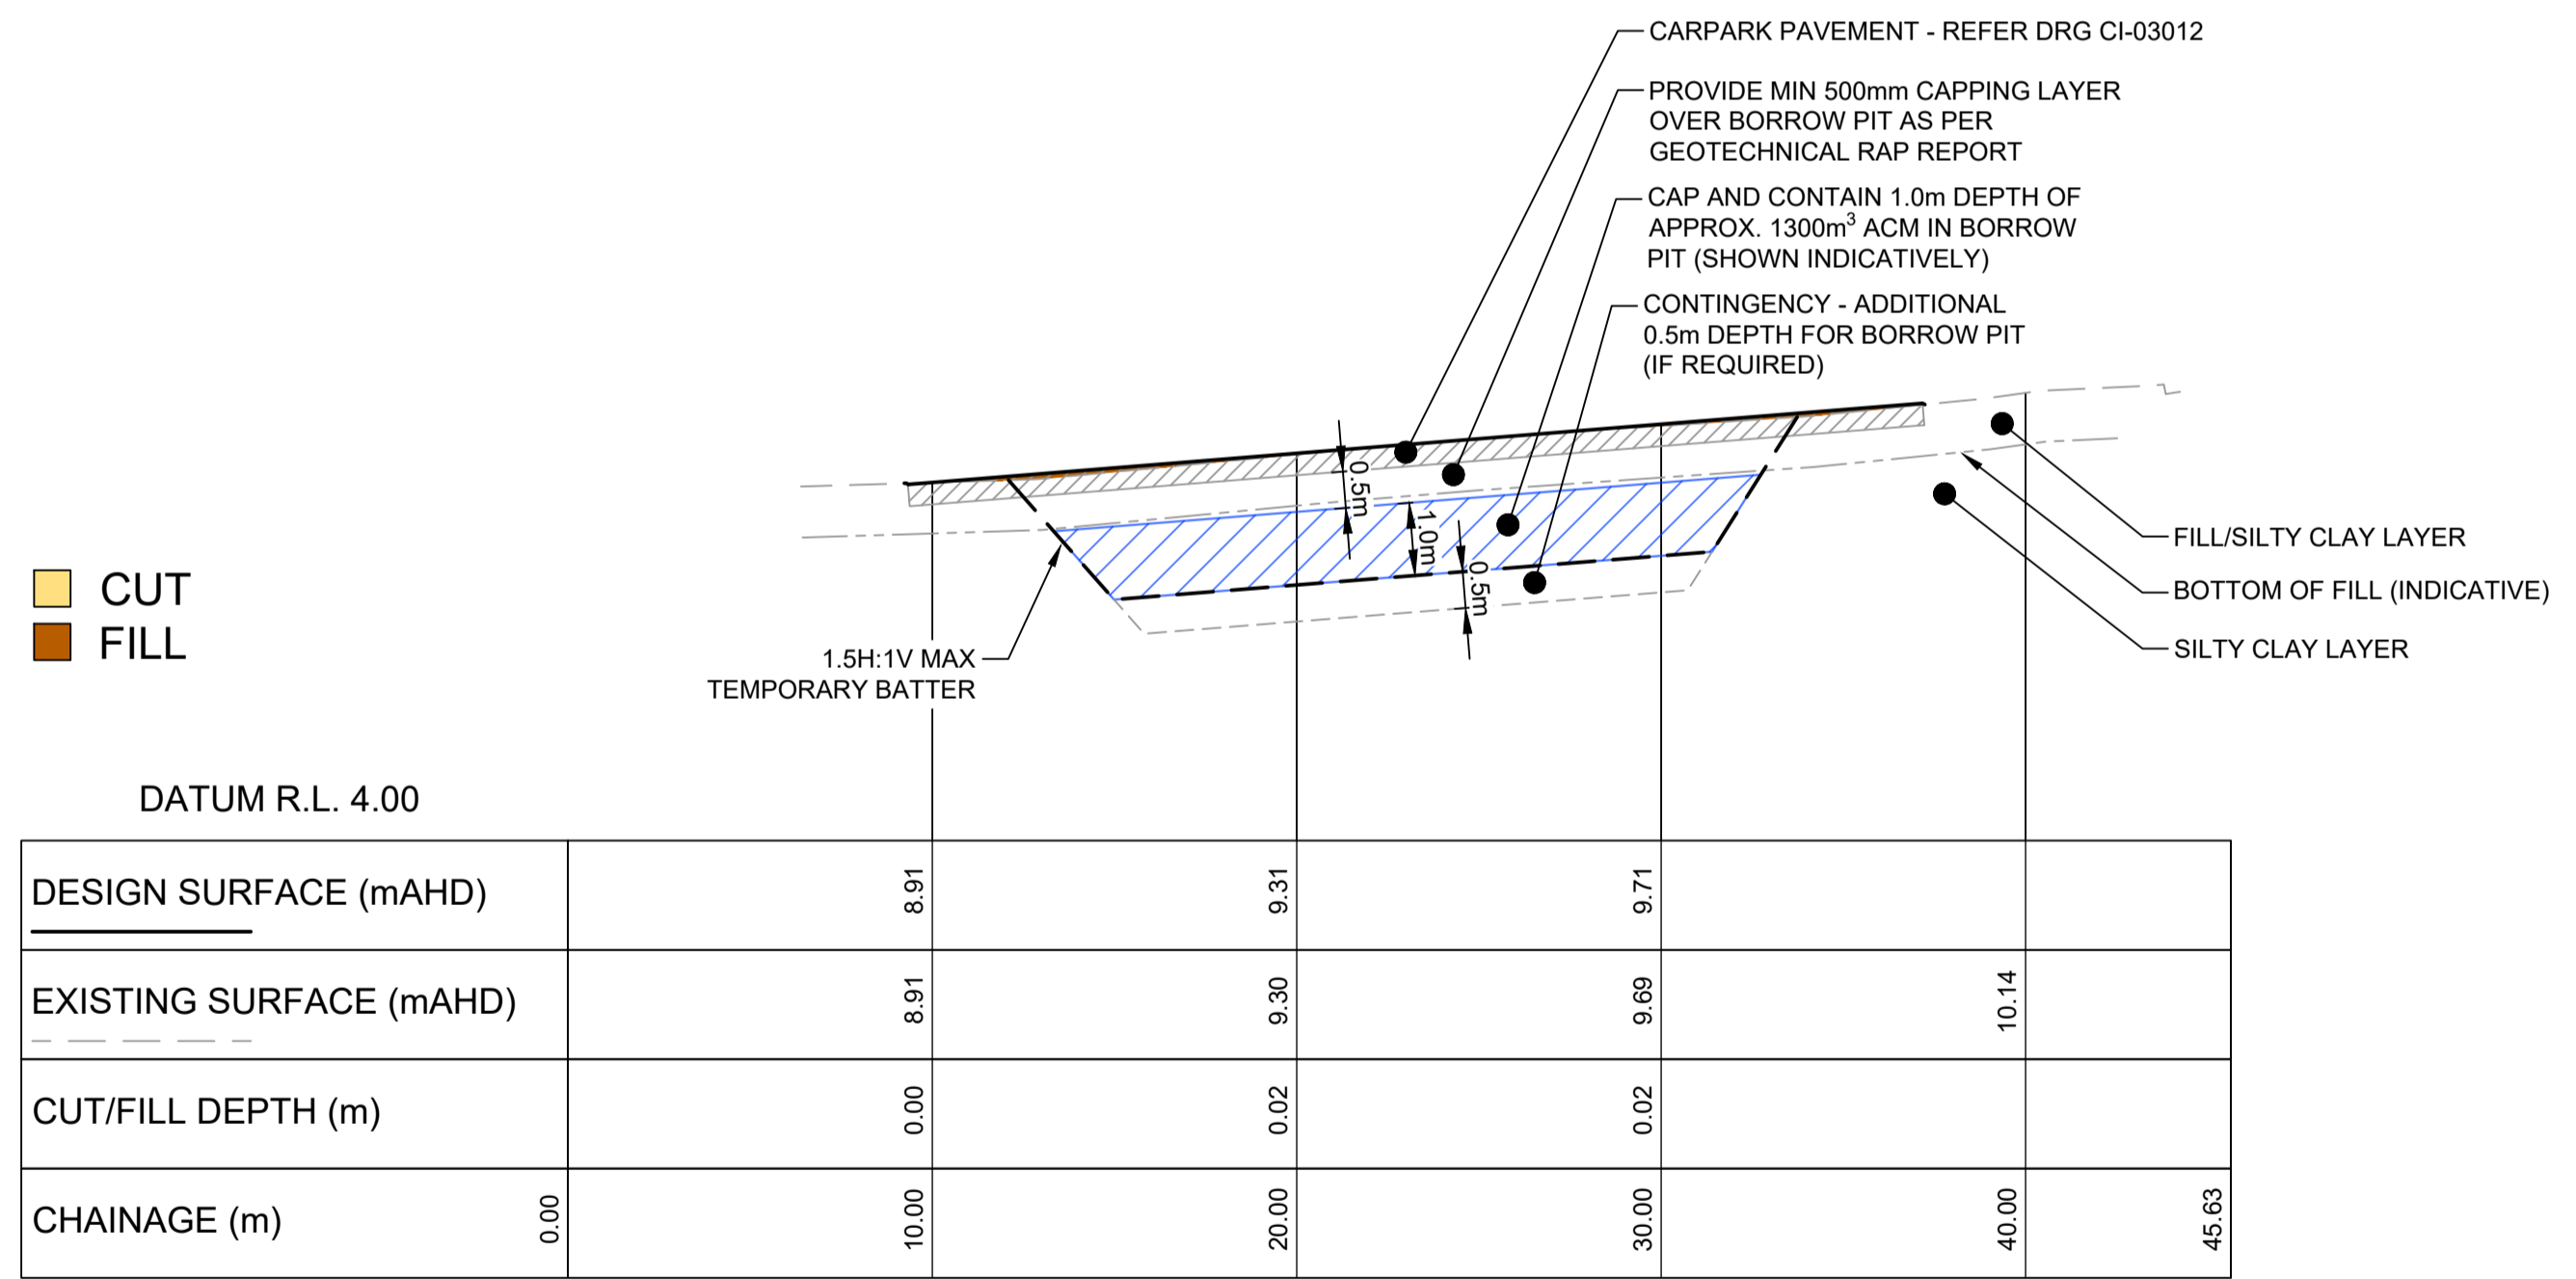 CARPARK PAVEMENT - REFER DRG CI-03012
PROVIDE MIN 500mm CAPPING LAYER
OVER BORROW PIT AS PER
GEOTECHNICAL RAP REPORT
CAP AND CONTAIN 1.0m DEPTH OF
APPROX. 1300m³ ACM IN BORROW
PIT (SHOWN INDICATIVELY)
CONTINGENCY - ADDITIONAL
0.5m DEPTH FOR BORROW PIT
(IF REQUIRED)
0.5m
1.0m
0.5m
FILL/SILTY CLAY LAYER
BOTTOM OF FILL (INDICATIVE)
SILTY CLAY LAYER
CUT
FILL
1.5H:1V MAX
TEMPORARY BATTER
DATUM R.L. 4.00
DESIGN SURFACE (mAHD) 8.91 9.31 9.71
EXISTING SURFACE (mAHD) 8.91 9.30 9.69 10.14
CUT/FILL DEPTH (m) 0.00 0.02 0.02
CHAINAGE (m) 0.00 10.00 20.00 30.00 40.00 45.63